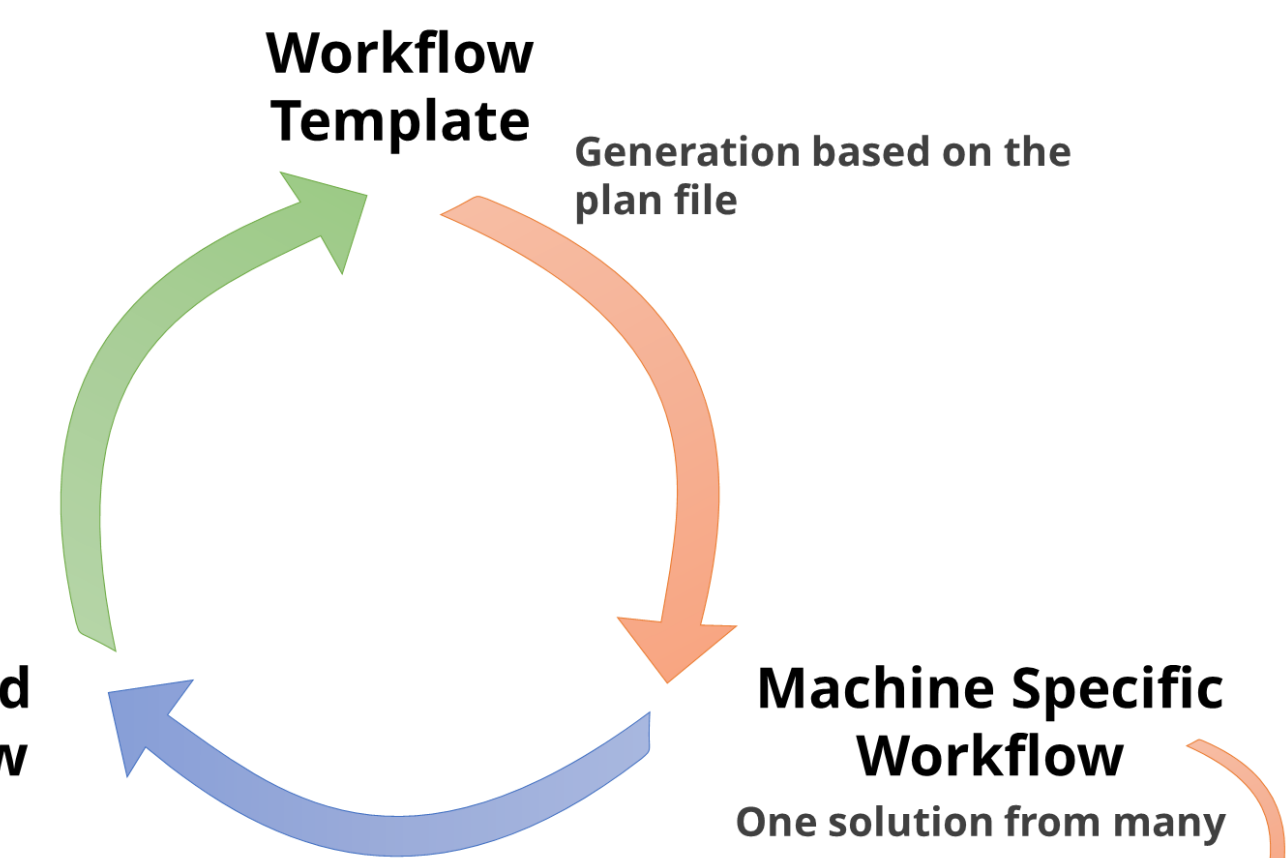 Workflow
Template
Generation based on the
plan file
Machine Specific
Workflow
One solution from many